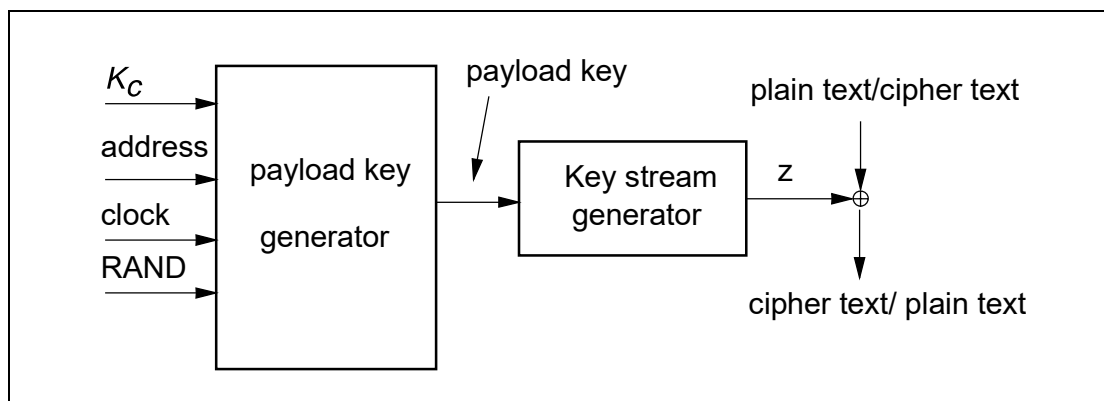 K_C
address
clock
RAND
payload key
generator
payload key
Key stream
generator
z
plain text/cipher text
cipher text/ plain text